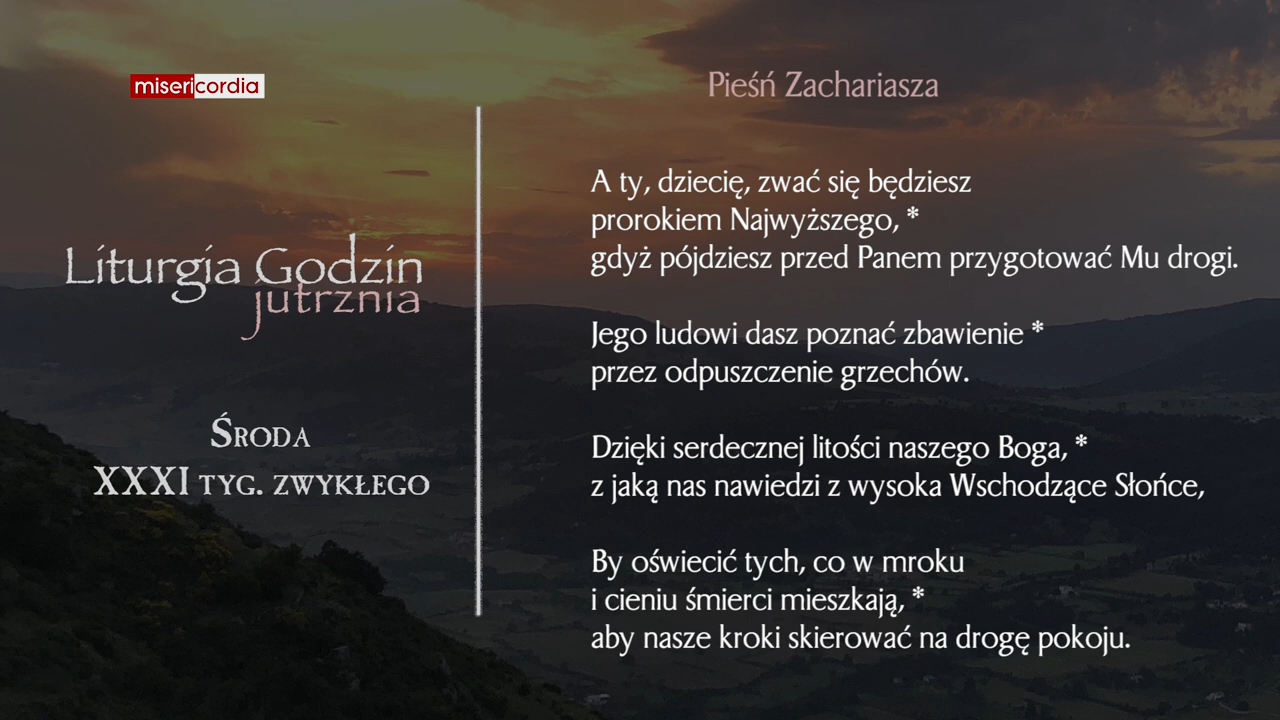 misericordia
Liturgia Godzin
jutrznia
Środa
XXXI tyg. zwykłego
Pieśń Zachariasza
A ty, dziecię, zwać się będziesz
prorokiem Najwyższego, *
gdyż pójdziesz przed Panem przygotować Mu drogi.
Jego ludowi dasz poznać zbawienie *
przez odpuszczenie grzechów.
Dzięki serdecznej litości naszego Boga, *
z jaką nas nawiedzi z wysoka Wschodzące Słońce,
By oświecić tych, co w mroku
i cieniu śmierci mieszkają, *
aby nasze kroki skierować na drogę pokoju.